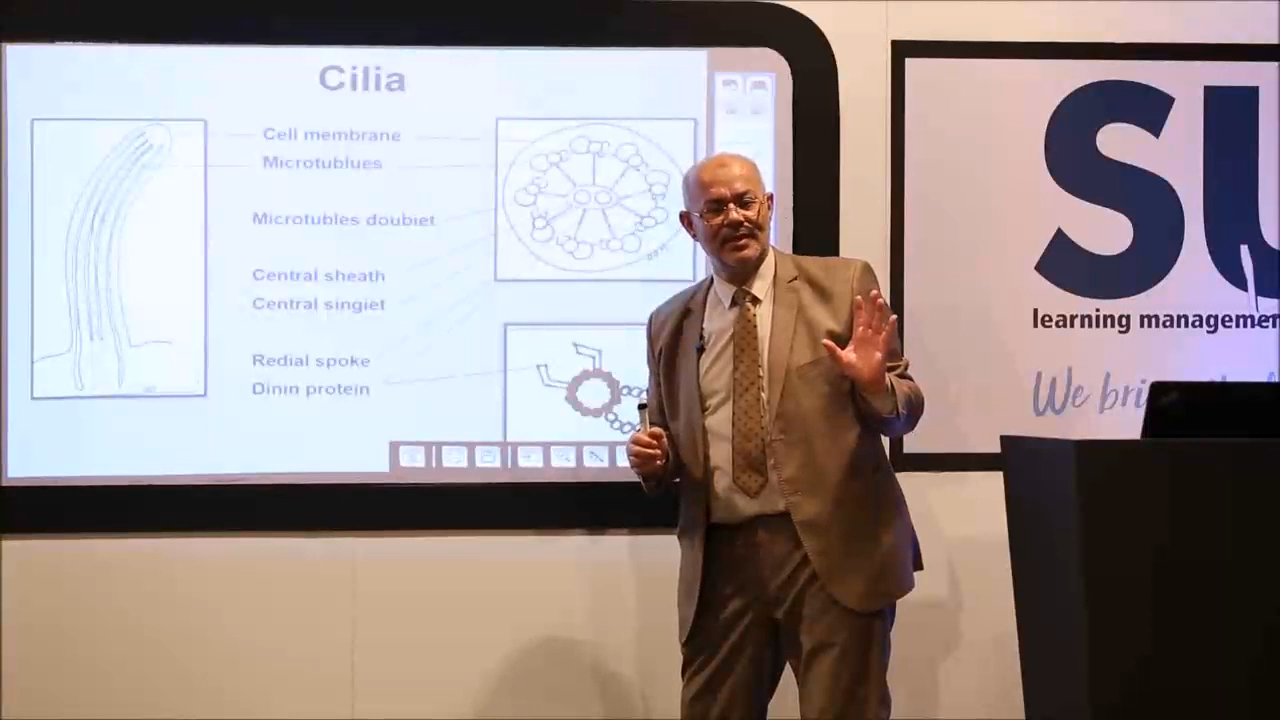 Cilia
Cell membrane
Microtublues
Microtubles doubiet
Central sheath
Central singiet
Redial spoke
Dinin protein
SU
learning managemen
We bri